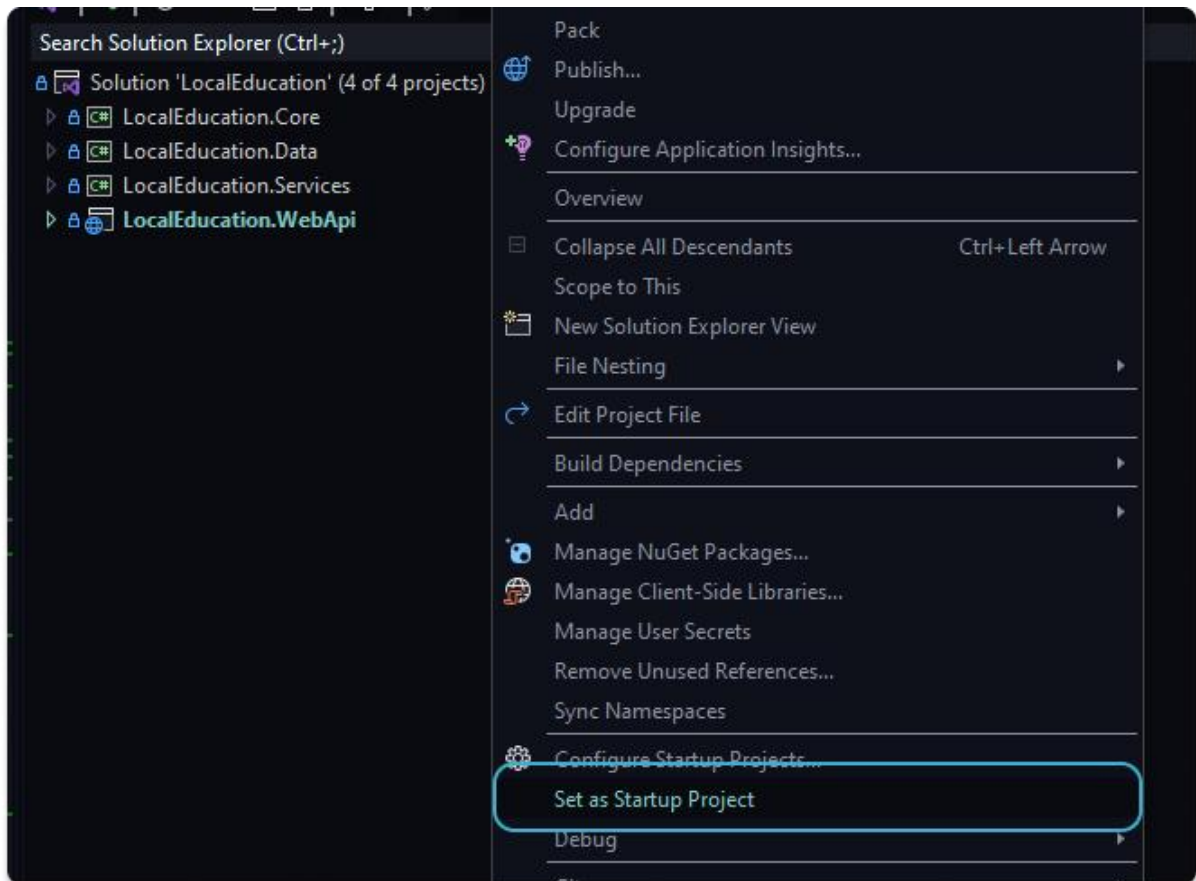 Search Solution Explorer (Ctrl+;)
Solution 'LocalEducation' (4 of 4 projects)
C# LocalEducation.Core
C# LocalEducation.Data
C# LocalEducation.Services
LocalEducation.WebApi
Pack
Publish...
Upgrade
Configure Application Insights...
Overview
Collapse All Descendants Ctrl+Left Arrow
Scope to This
New Solution Explorer View
File Nesting
Edit Project File
Build Dependencies
Add
Manage NuGet Packages...
Manage Client-Side Libraries...
Manage User Secrets
Remove Unused References...
Sync Namespaces
Configure Startup Projects...
Set as Startup Project
Debug